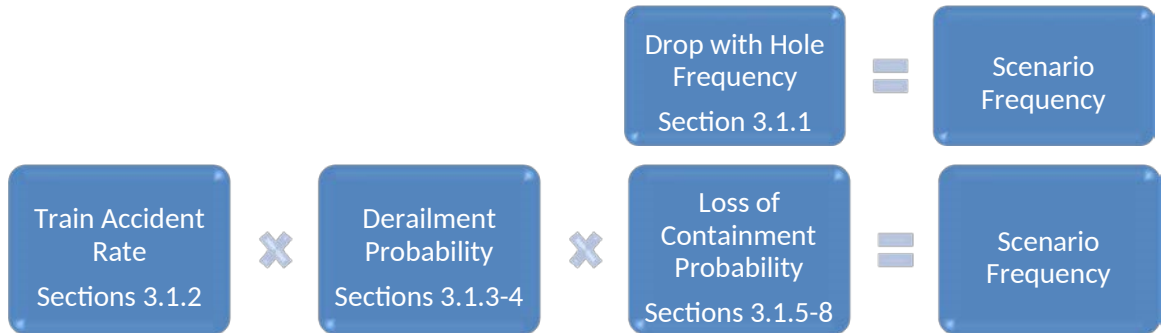 Drop with Hole
Frequency
Section 3.1.1
=
Scenario
Frequency
Train Accident
Rate
Sections 3.1.2
×
Derailment
Probability
Sections 3.1.3-4
×
Loss of
Containment
Probability
Sections 3.1.5-8
=
Scenario
Frequency